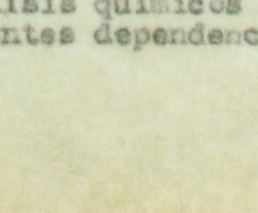 isis químicos
ntes dependenc